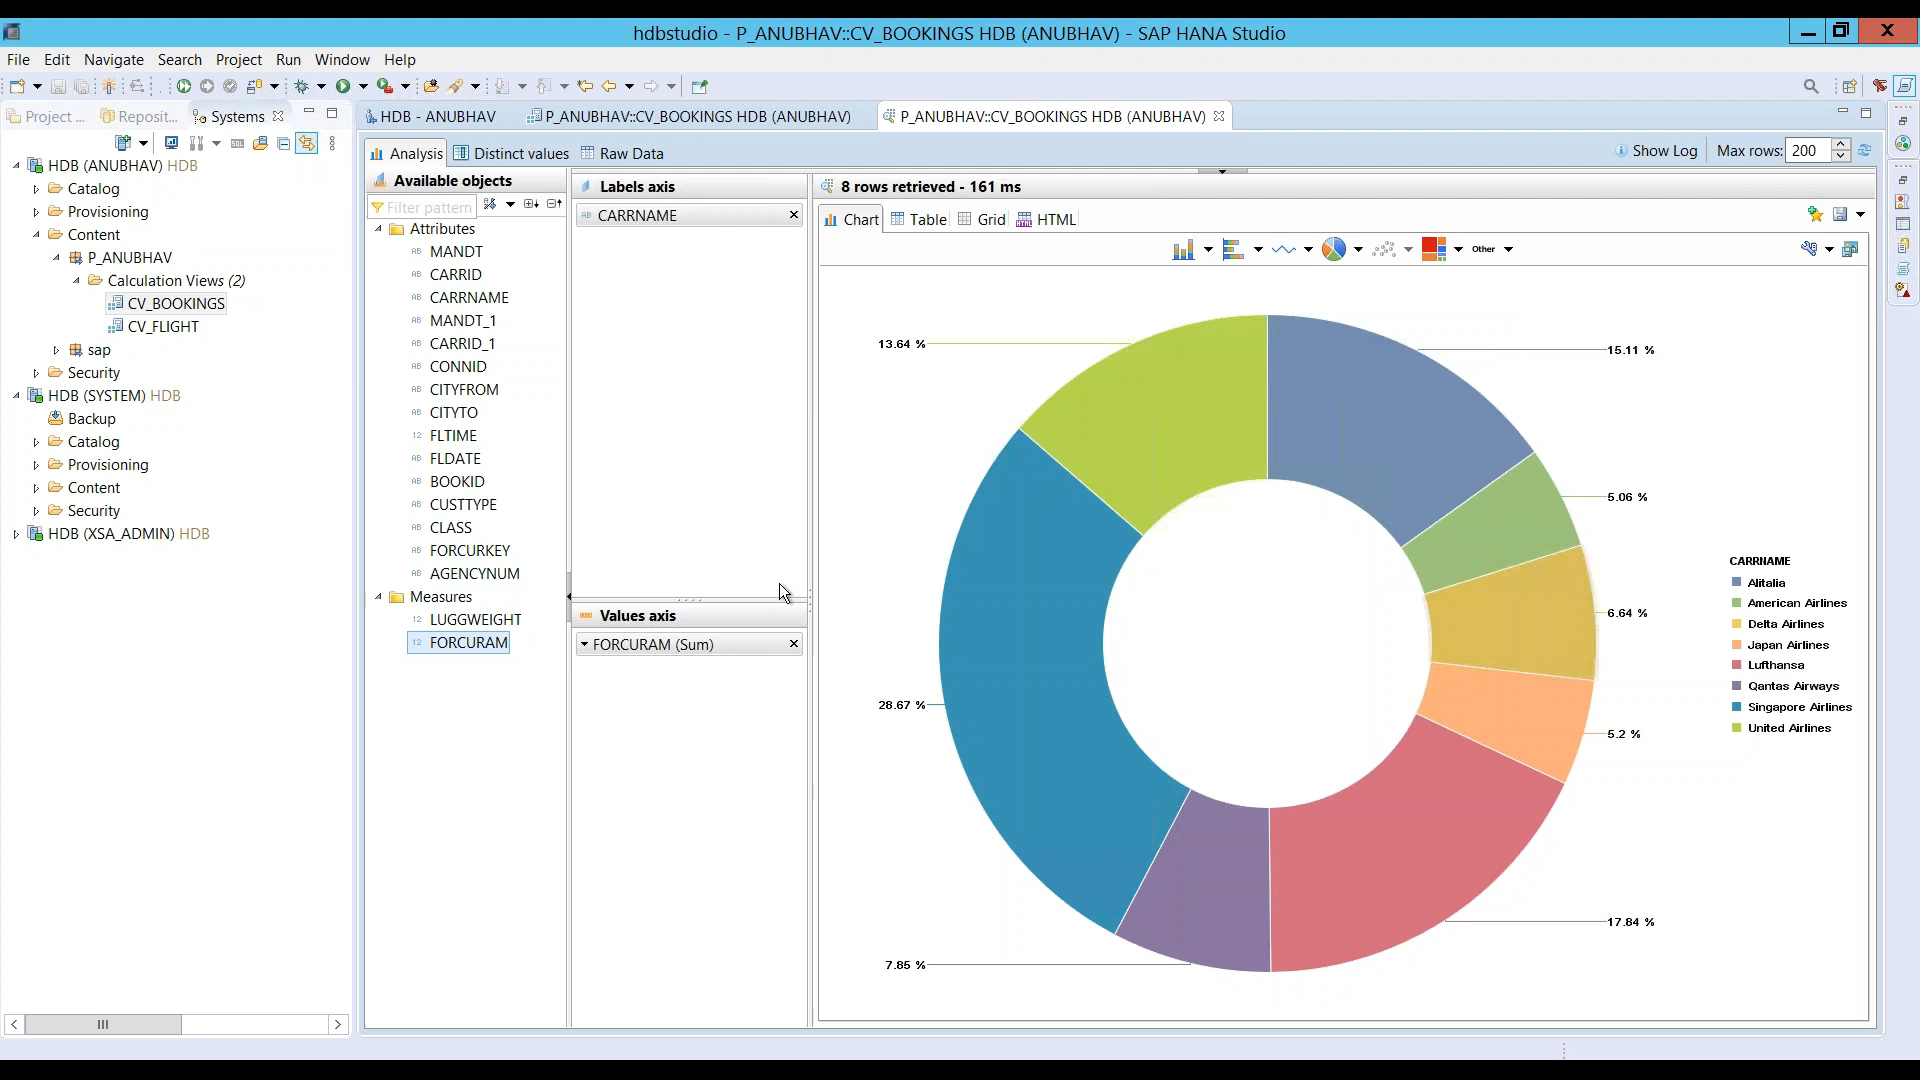 hdbstudio - P_ANUBHAV::CV_BOOKINGS HDB (ANUBHAV) - SAP HANA Studio
File Edit Navigate Search Project Run Window Help
Project ... Reposit... Systems
HDB - ANUBHAV P_ANUBHAV::CV_BOOKINGS HDB (ANUBHAV) P_ANUBHAV::CV_BOOKINGS HDB (ANUBHAV)
HDB (ANUBHAV) HDB
Catalog
Provisioning
Content
P_ANUBHAV
Calculation Views (2)
CV_BOOKINGS
CV_FLIGHT
sap
Security
HDB (SYSTEM) HDB
Backup
Catalog
Provisioning
Content
Security
HDB (XSA_ADMIN) HDB
Analysis Distinct values Raw Data
Show Log Max rows: 200
Available objects
Filter pattern
Attributes
MANDT
CARRID
CARRNAME
MANDT_1
CARRID_1
CONNID
CITYFROM
CITYTO
FLTIME
FLDATE
BOOKID
CUSTTYPE
CLASS
FORCURKEY
AGENCYNUM
Measures
LUGGWEIGHT
FORCURAM
Labels axis
CARRNAME
Values axis
FORCURAM (Sum)
8 rows retrieved - 161 ms
Chart Table Grid HTML
Other
13.64 %
15.11 %
5.06 %
6.64 %
28.67 %
5.2 %
17.84 %
7.85 %
CARRNAME
Alitalia
American Airlines
Delta Airlines
Japan Airlines
Lufthansa
Qantas Airways
Singapore Airlines
United Airlines